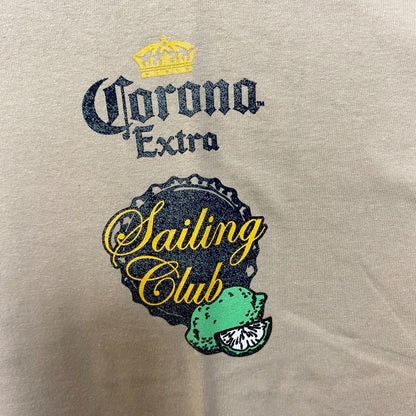 Corona
Extra
Sailing
Club